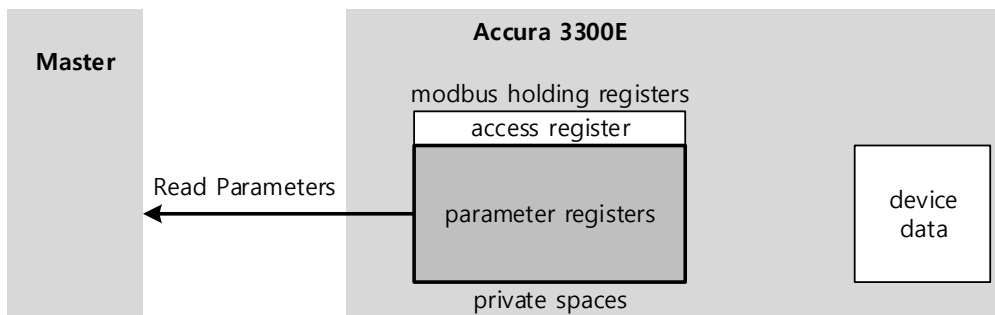 Accura 3300E
Master
modbus holding registers
access register
Read Parameters
parameter registers
device
data
private spaces